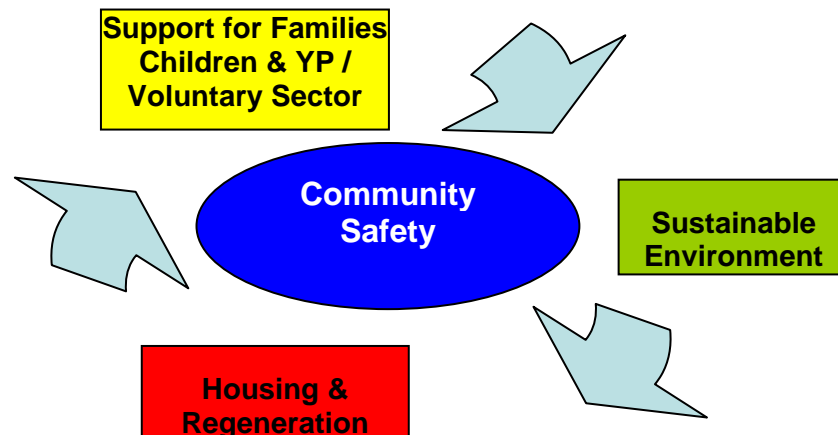 Support for Families
Children & YP /
Voluntary Sector
Community
Safety
Sustainable
Environment
Housing &
Regeneration